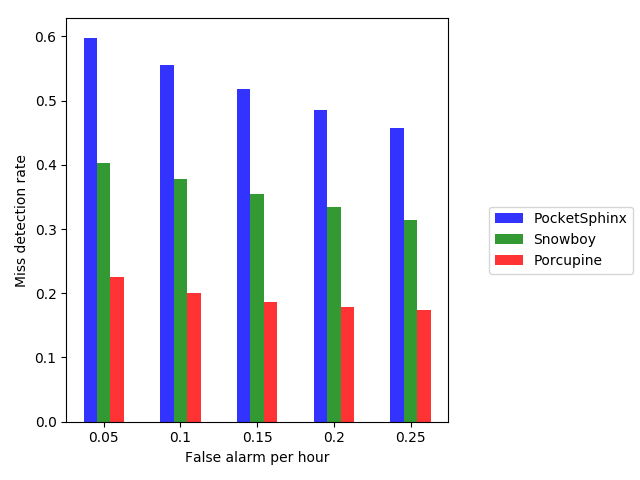 0.6
0.5
0.4
0.3
0.2
0.1
0.0
Miss detection rate
0.05 0.1 0.15 0.2 0.25
False alarm per hour
PocketSphinx
Snowboy
Porcupine